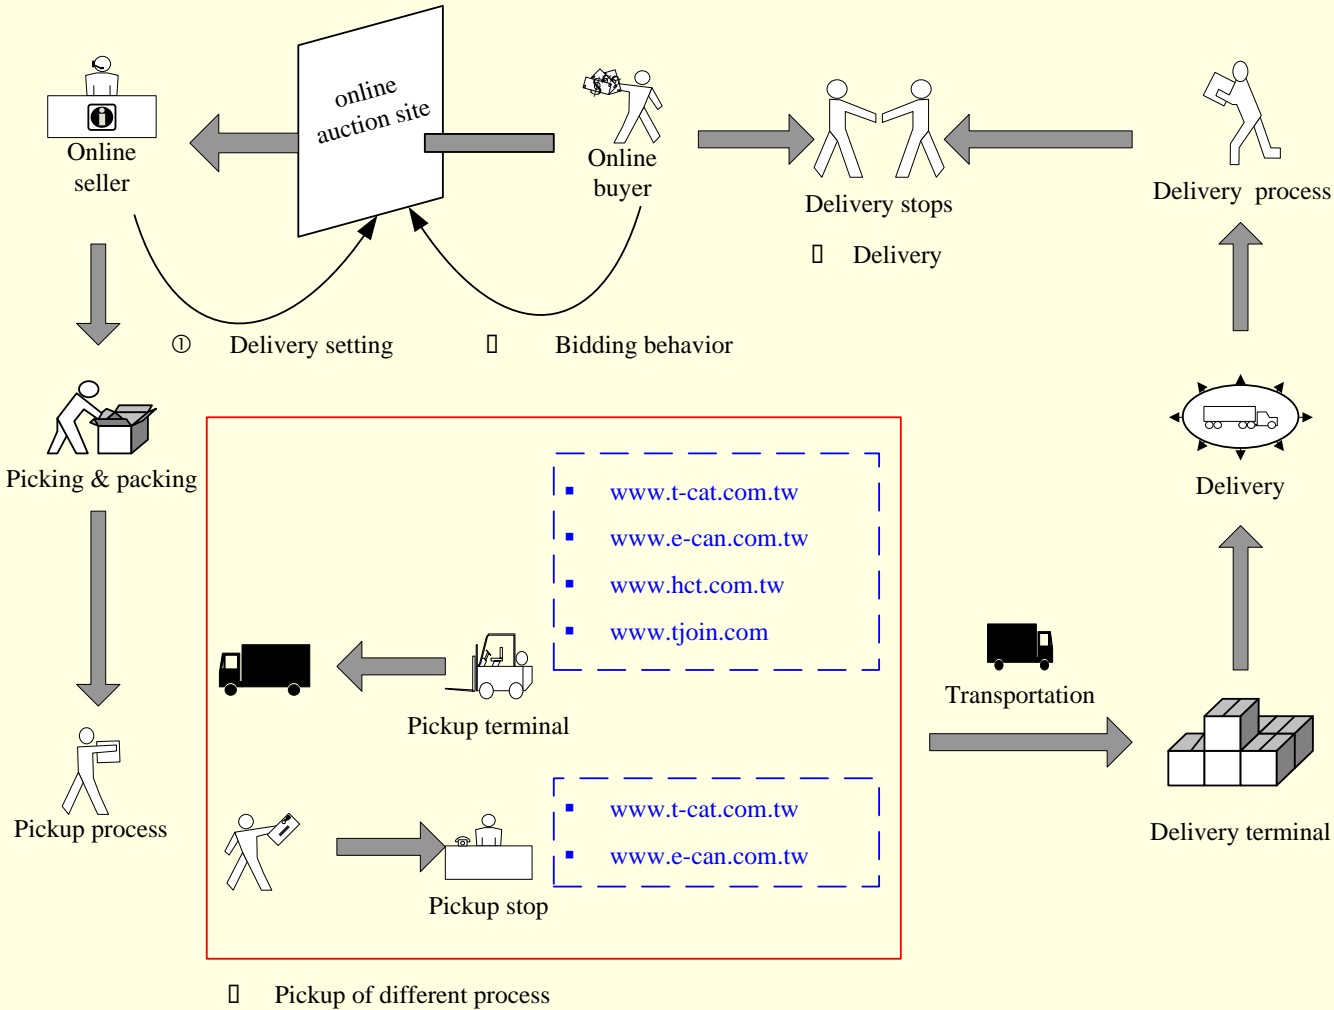 online
auction site
Online
seller
Online
buyer
Delivery stops
Delivery process
▯ Delivery
① Delivery setting
▯ Bidding behavior
Picking & packing
Delivery
▪ www.t-cat.com.tw
▪ www.e-can.com.tw
▪ www.hct.com.tw
▪ www.tjoin.com
Transportation
Pickup terminal
Pickup process
▪ www.t-cat.com.tw
▪ www.e-can.com.tw
Delivery terminal
Pickup stop
▯ Pickup of different process